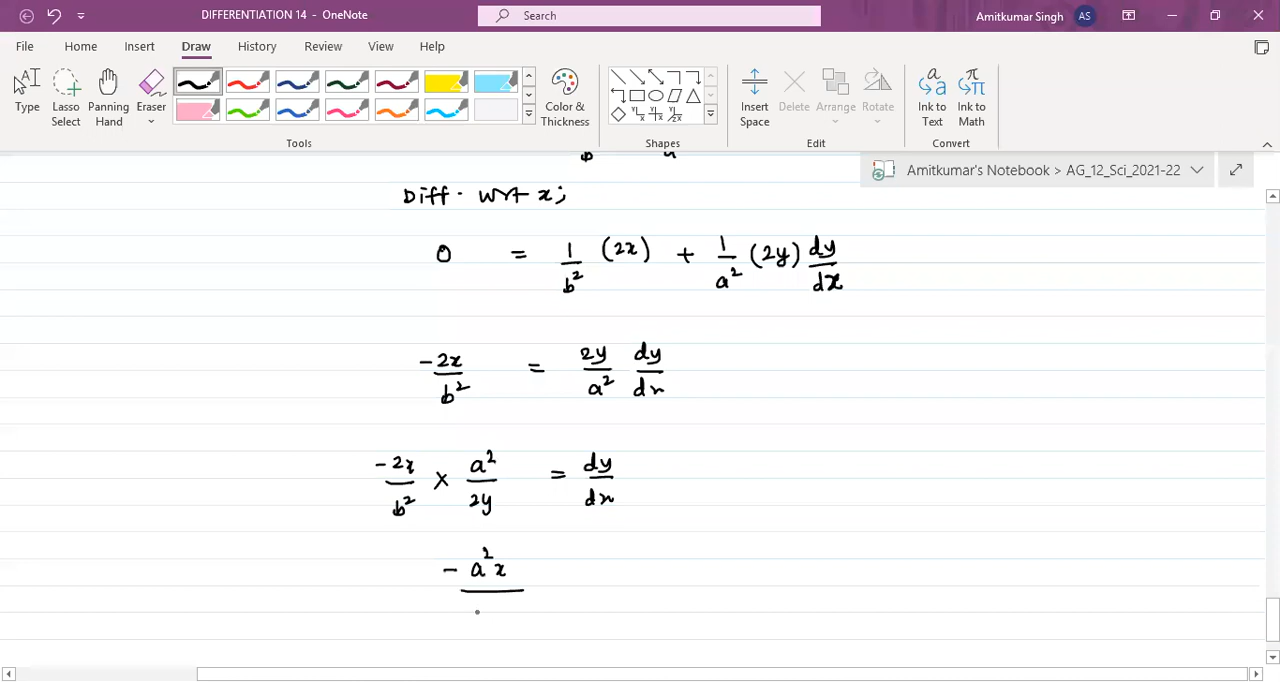 DIFFERENTIATION 14 - OneNote
Search
Amitkumar Singh AS
File Home Insert Draw History Review View Help
Type Lasso Select Panning Hand Eraser Color & Thickness Insert Space Delete Arrange Rotate Ink to Text Ink to Math
Tools Shapes Edit Convert
Amitkumar's Notebook > AG_12_Sci_2021-22
Diff. wrt x;
0 = 1/b² (2x) + 1/a² (2y) dy/dx
-2x/b² = 2y/a² dy/dx
-2x/b² × a²/2y = dy/dx
- a²x